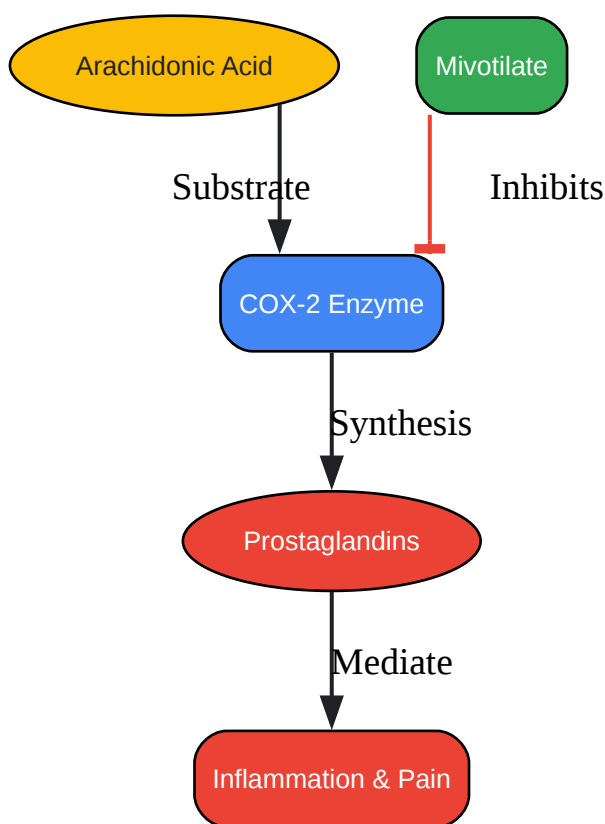 Arachidonic Acid
Mivotilate
Substrate
Inhibits
COX-2 Enzyme
Synthesis
Prostaglandins
Mediate
Inflammation & Pain